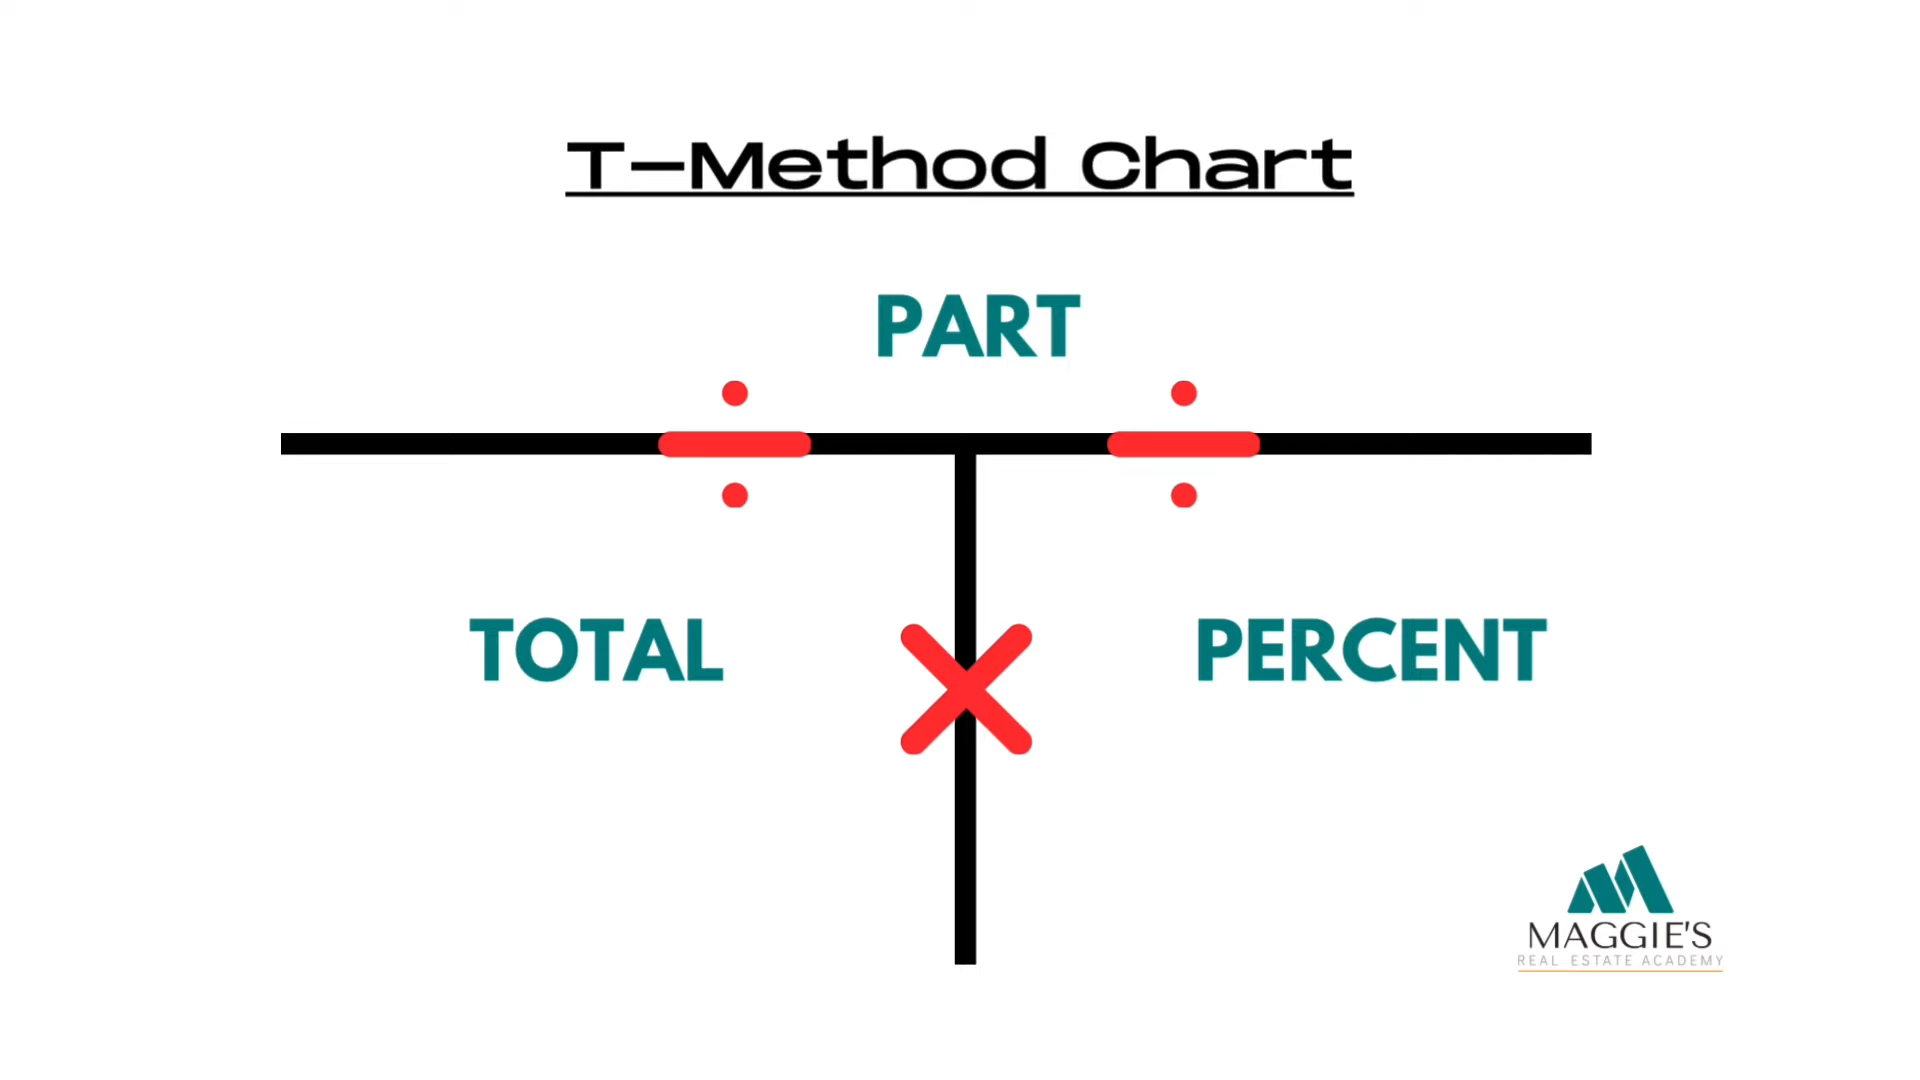 T-Method Chart
PART
TOTAL
PERCENT
MAGGIE'S
REAL ESTATE ACADEMY